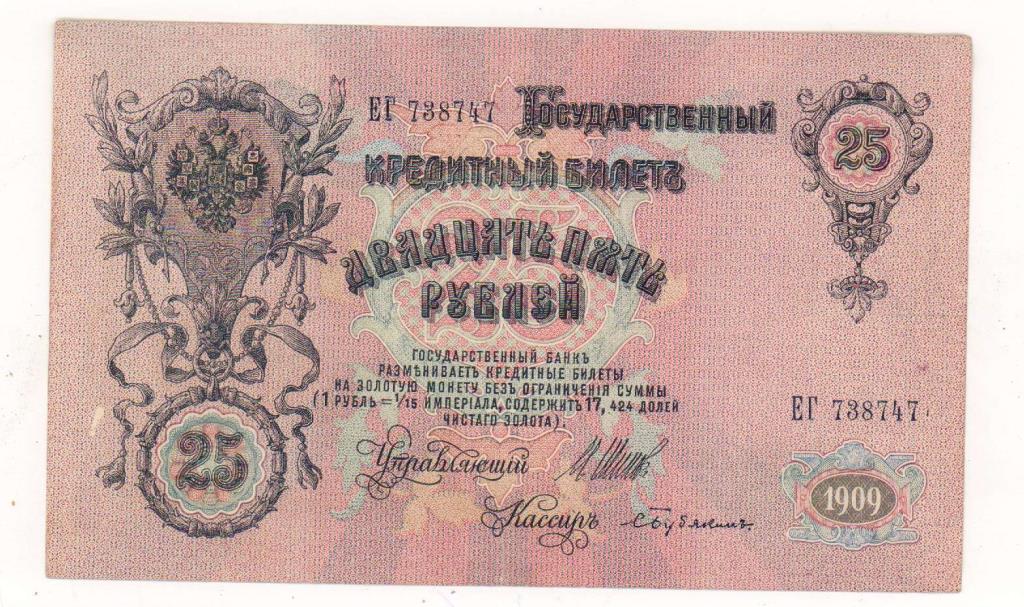 ЕГ 738747 Государственный
кредитный билетъ
25
двадцать пять
рублей
ГОСУДАРСТВЕННЫЙ БАНКЪ
РАЗМѢНИВАЕТЪ КРЕДИТНЫЕ БИЛЕТЫ
НА ЗОЛОТУЮ МОНЕТУ БЕЗЪ ОГРАНИЧЕНІЯ СУММЫ
(1 РУБЛЬ = 1/15 ИМПЕРІАЛА, СОДЕРЖИТЪ 17, 424 ДОЛЕЙ
ЧИСТАГО ЗОЛОТА).
ЕГ 738747
25
Управляющій
Кассиръ
1909